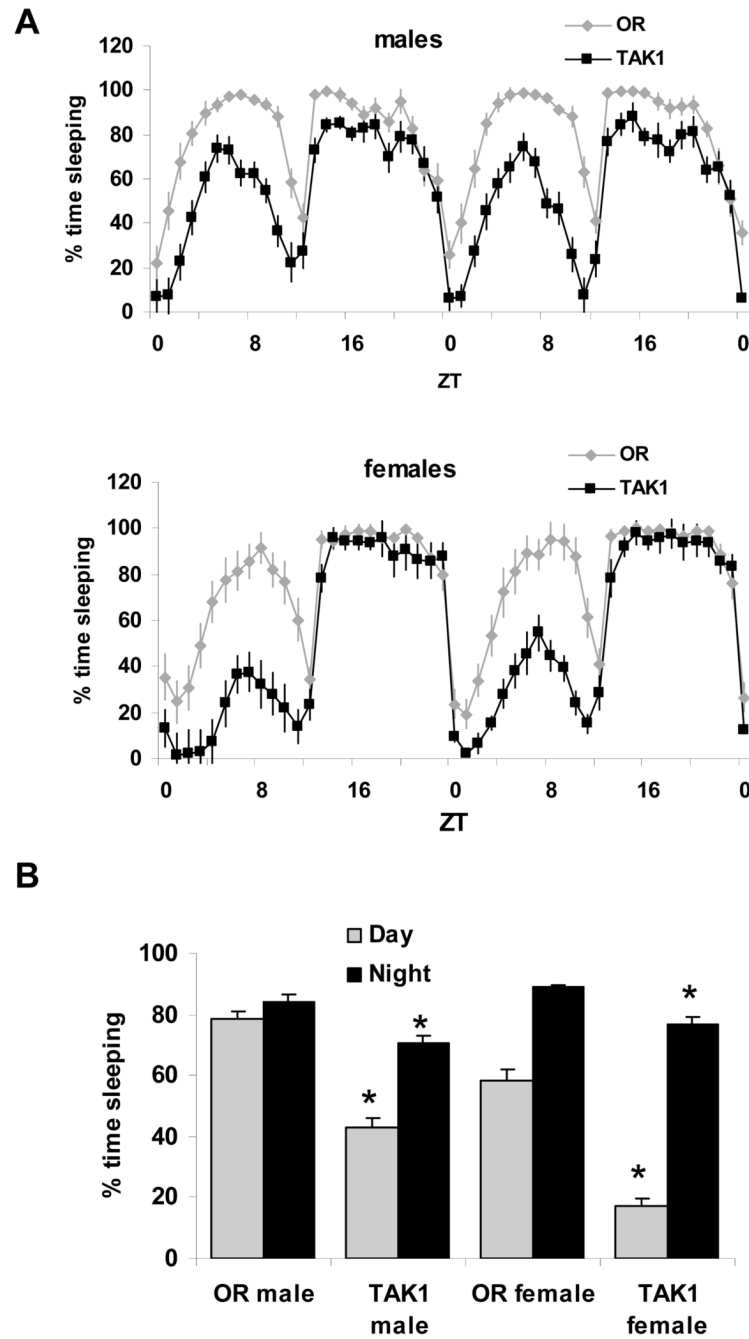 A
males
OR
TAK1
120
100
80
60
40
20
0
% time sleeping
0 8 16 0 8 16 0
ZT
females
OR
TAK1
120
100
80
60
40
20
0
% time sleeping
0 8 16 0 8 16 0
ZT
B
Day
Night
100
80
60
40
20
0
% time sleeping
* * * *
OR male TAK1 male OR female TAK1 female